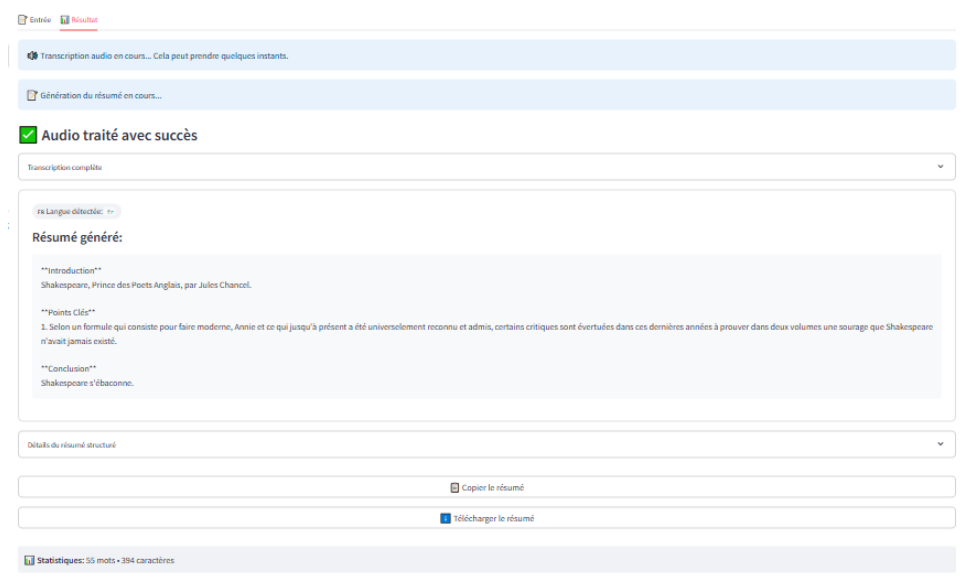 Entrée
Résultat
Transcription audio en cours... Cela peut prendre quelques instants.
Génération du résumé en cours...
Audio traité avec succès
Transcription complète
FR Langue détectée: fr
Résumé généré:
**Introduction**
Shakespeare, Prince des Poets Anglais, par Jules Chancel.
**Points Clés**
1. Selon un formule qui consiste pour faire moderne, Annie et ce qui jusqu'à présent a été universelement reconnu et admis, certains critiques sont évertuées dans ces dernières années à prouver dans deux volumes une sourage que Shakespeare
n'avait jamais existé.
**Conclusion**
Shakespeare s'ébaconne.
Détails du résumé structuré
Copier le résumé
Télécharger le résumé
Statistiques: 55 mots • 394 caractères